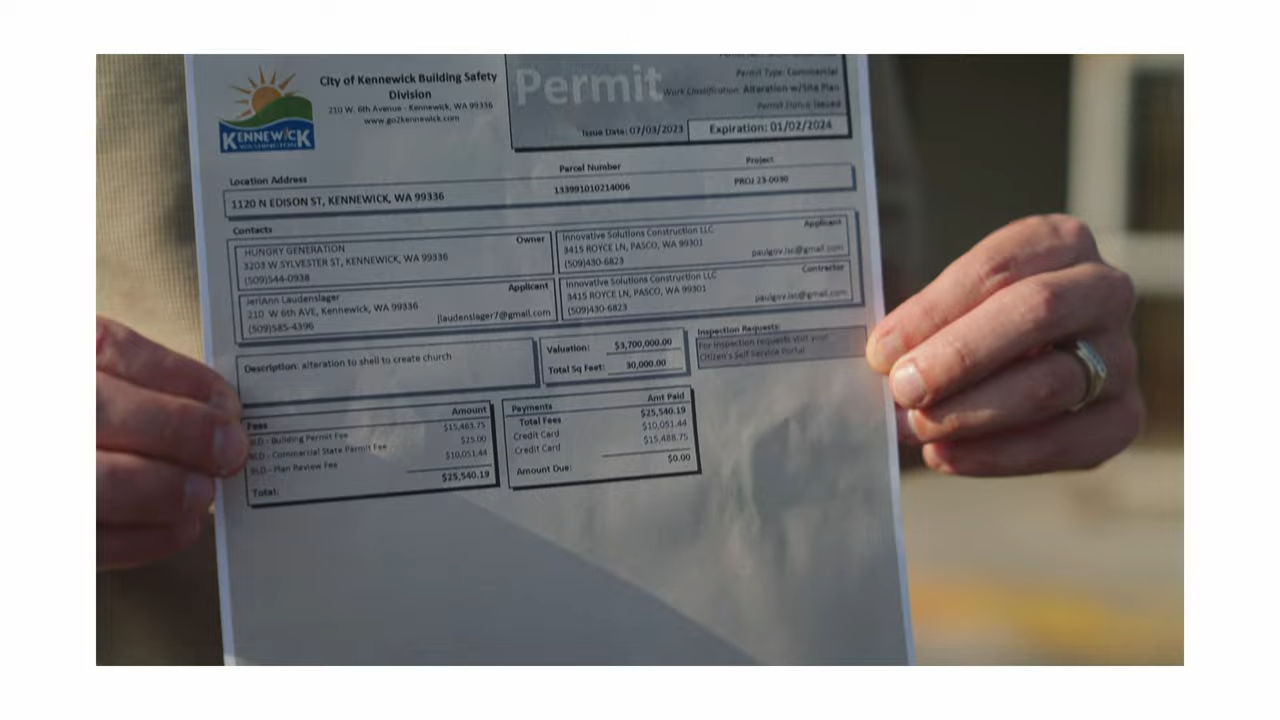 KENNEWICK
WASHINGTON
City of Kennewick Building Safety
Division
210 W. 6th Avenue - Kennewick, WA 99336
www.go2kennewick.com
Permit
Permit Type: Commercial
Work Classification: Alteration w/Site Plan
Permit Status: Issued
Issue Date: 07/03/2023
Expiration: 01/02/2024
Location Address
Parcel Number
Project
1120 N EDISON ST, KENNEWICK, WA 99336
133991010214006
PROJ 23-0030
Contacts
HUNGRY GENERATION
Owner
3203 W SYLVESTER ST, KENNEWICK, WA 99336
(509)544-0938
Innovative Solutions Construction LLC
Applicant
3415 ROYCE LN, PASCO, WA 99301
paulgov.isc@gmail.com
(509)430-6823
JeriAnn Laudenslager
Applicant
210 W 6th AVE, Kennewick, WA 99336
jlaudenslager7@gmail.com
(509)585-4396
Innovative Solutions Construction LLC
Contractor
3415 ROYCE LN, PASCO, WA 99301
paulgov.isc@gmail.com
(509)430-6823
Description: alteration to shell to create church
Valuation: $3,700,000.00
Total Sq Feet: 30,000.00
Inspection Requests:
For inspection requests visit your
Citizen's Self Service Portal
Fees Amount
BLD - Building Permit Fee $15,463.75
BLD - Commercial State Permit Fee $25.00
BLD - Plan Review Fee $10,051.44
Total: $25,540.19
Payments Amt Paid
Total Fees $25,540.19
Credit Card $10,051.44
Credit Card $15,488.75
Amount Due: $0.00